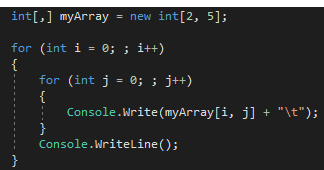 int[,] myArray = new int[2, 5];
for (int i = 0; ; i++)
{
for (int j = 0; ; j++)
{
Console.Write(myArray[i, j] + "\t");
}
Console.WriteLine();
}